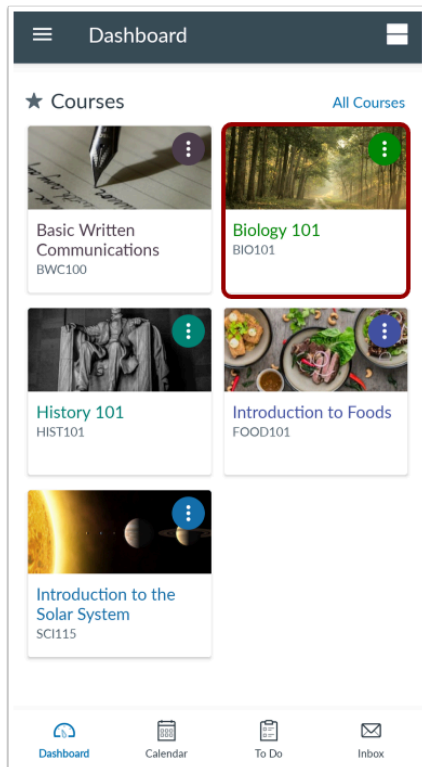 Dashboard
★ Courses
All Courses
Basic Written
Communications
BWC100
Biology 101
BIO101
History 101
HIST101
Introduction to Foods
FOOD101
Introduction to the
Solar System
SCI115
Dashboard
Calendar
To Do
Inbox